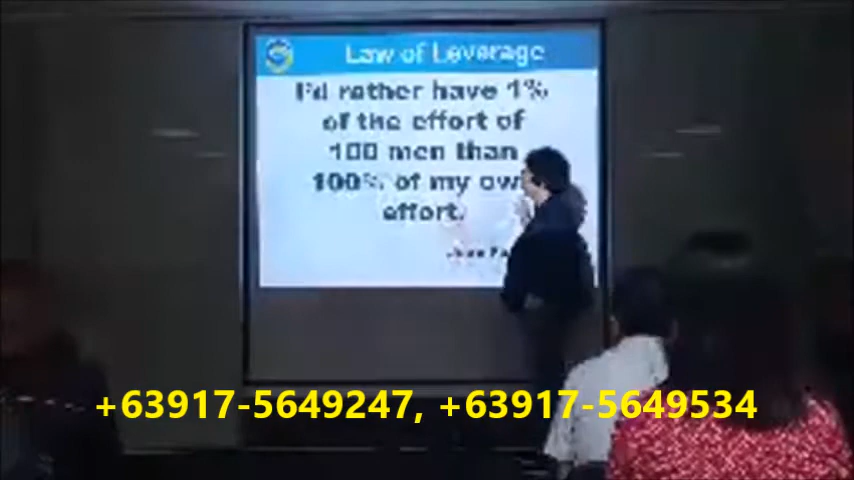 Law of Leverage
I'd rather have 1%
of the effort of
100 men than
100% of my own
effort.
+63917-5649247, +63917-5649534